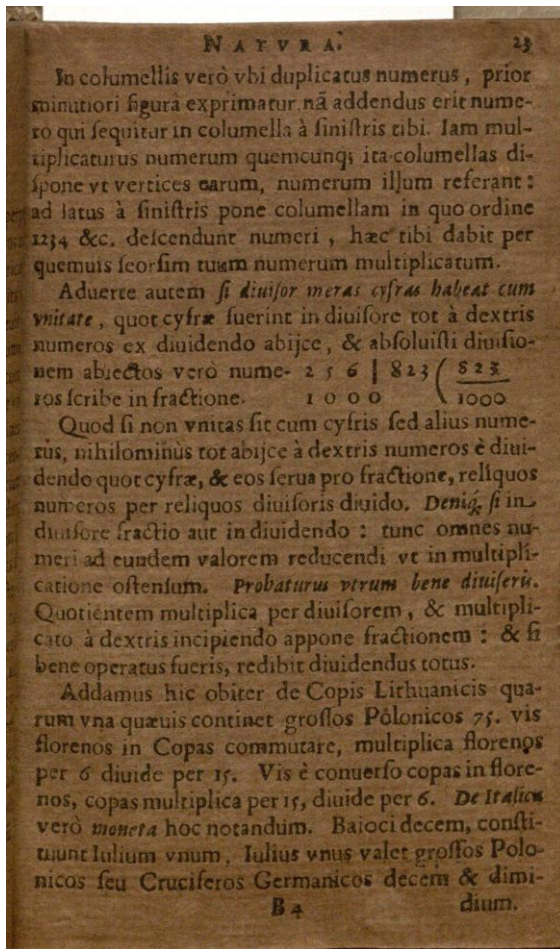 NATVRA. 23
In columellis verò vbi duplicatus numerus, prior
minutiori figurâ exprimatur. nã addendus erit nume-
ro qui ſequitur in columella à ſiniſtris tibi. Iam mul-
tiplicaturus numerum quemcunq; ita columellas di-
ſpone vt vertices earum, numerum illum referant:
ad latus à ſiniſtris pone columellam in quo ordine
1234 &c. deſcendunt numeri, hæc tibi dabit per
quemuis ſeorſim tuum numerum multiplicatum.
Aduerte autem ſi diuiſor meras cyfras habeat cum
vnitate, quot cyfræ fuerint in diuiſore tot à dextris
numeros ex diuidendo abijce, & abſoluiſti diuiſio-
nem abiectos verò nume- 2 5 6 | 823 ( 823
ros ſcribe in fractione. 1 0 0 0 1000
Quod ſi non vnitas ſit cum cyfris ſed alius nume-
rus, nihilominùs tot abijce à dextris numeros è diui-
dendo quot cyfræ, & eos ſerua pro fractione, reliquos
numeros per reliquos diuiſoris diuido. Deniq; ſi in
diuiſore fractio aut in diuidendo: tunc omnes nu-
meri ad eundem valorem reducendi vt in multipli-
catione oſtenſum. Probaturus vtrum bene diuiſeris.
Quotientem multiplica per diuiſorem, & multipli-
cato à dextris incipiendo appone fractionem: & ſi
bene operatus fueris, redibit diuidendus totus.
Addamus hic obiter de Copis Lithuanicis qua-
rum vna quæuis continet groſſos Polonicos 75. vis
florenos in Copas commutare, multiplica florenos
per 6 diuide per 15. Vis è conuerſo copas in flore-
nos, copas multiplica per 15, diuide per 6. De Italica
verò moneta hoc notandum. Baioci decem, conſti-
tuunt Iulium vnum, Iulius vnus valet groſſos Polo-
nicos ſeu Cruciferos Germanicos decem & dimi-
B 4 dium.